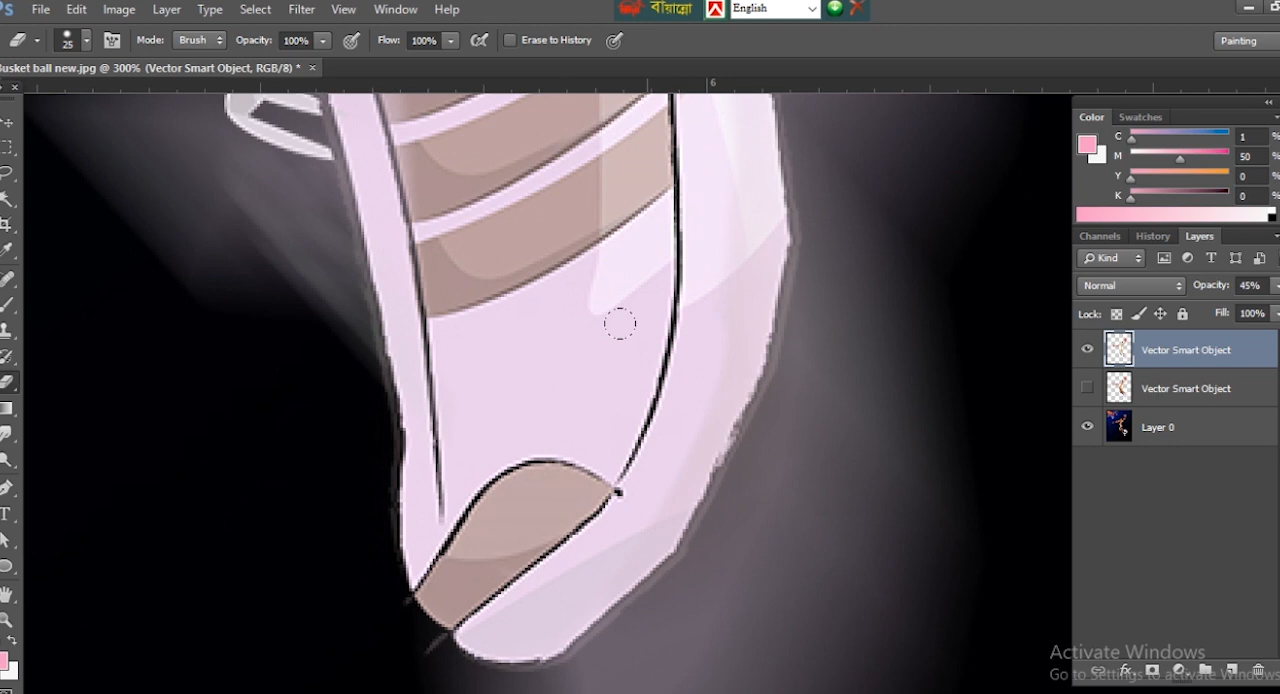 Ps File Edit Image Layer Type Select Filter View Window Help বাঁয়ান্নো English
25 Mode: Brush Opacity: 100% Flow: 100% Erase to History Painting
Busket ball new.jpg @ 300% (Vector Smart Object, RGB/8) * ×
6
Color Swatches
C 1 %
M 50 %
Y 0 %
K 0 %
Channels History Layers
Kind T
Normal Opacity: 45%
Lock: Fill: 100%
Vector Smart Object
Vector Smart Object
Layer 0
T
Activate Windows
Go to Settings to activate Windows
fx